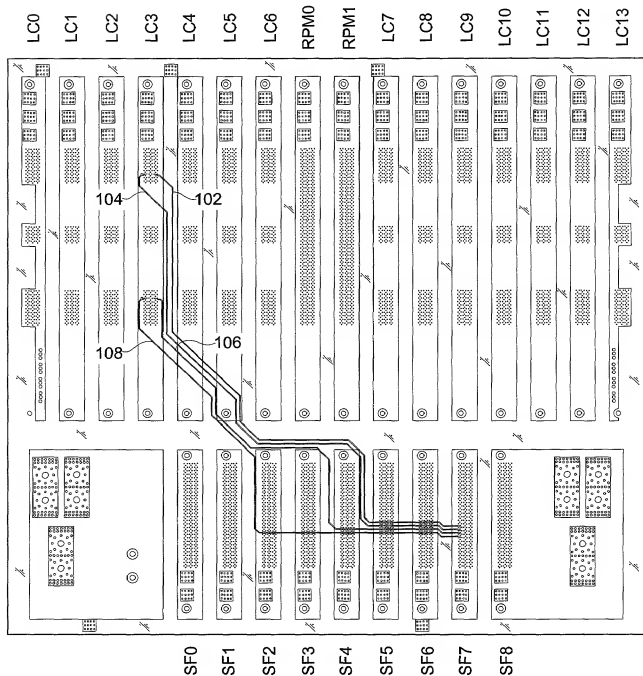 LC0 LC1 LC2 LC3 LC4 LC5 LC6 RPM0 RPM1 LC7 LC8 LC9 LC10 LC11 LC12 LC13
104 102
108 106
SF0 SF1 SF2 SF3 SF4 SF5 SF6 SF7 SF8